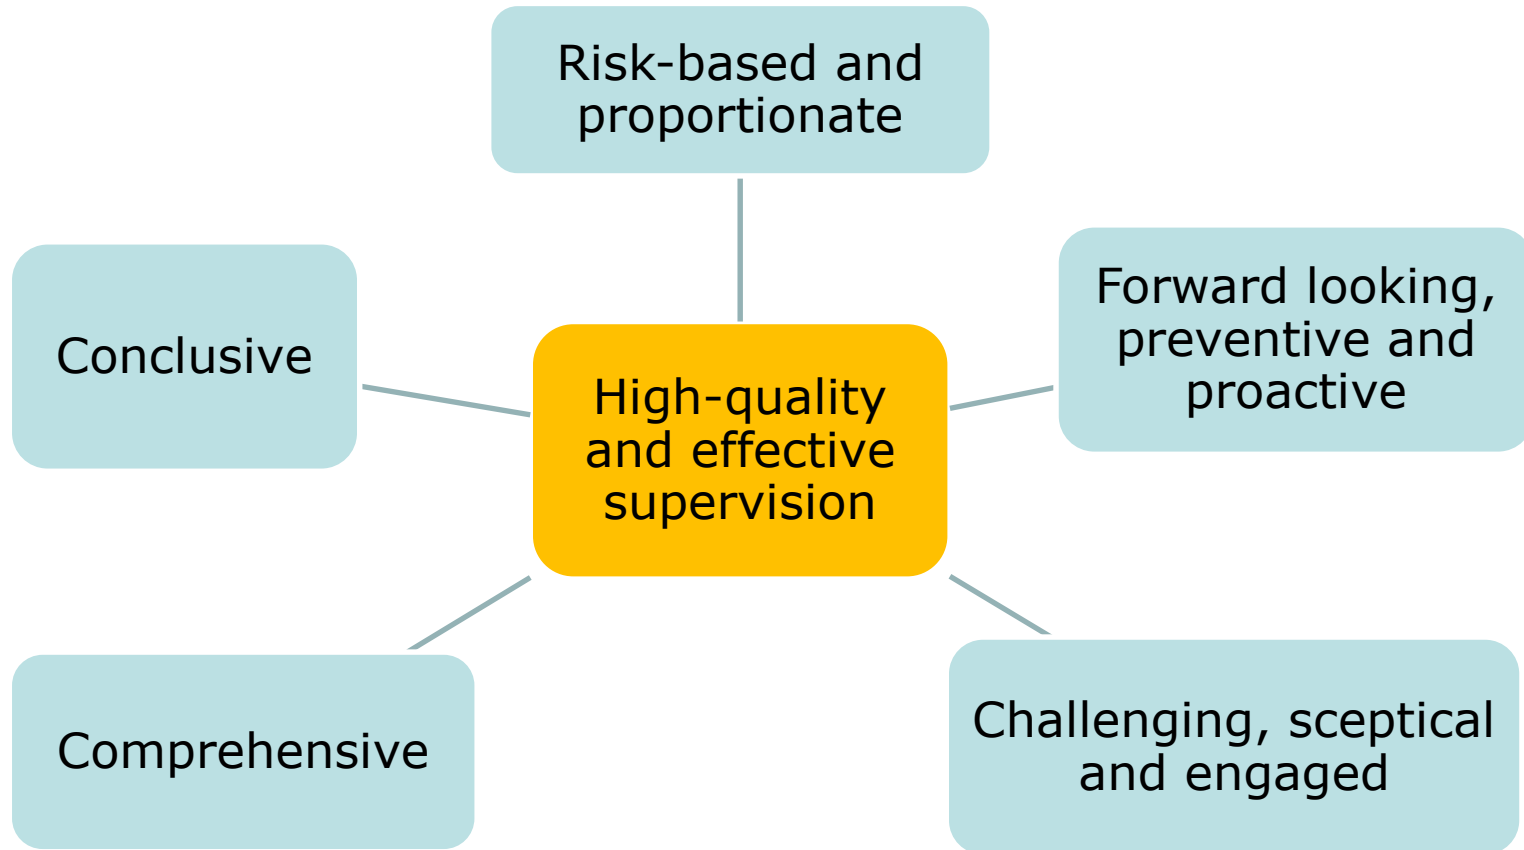 Risk-based and
proportionate
Forward looking,
preventive and
proactive
Conclusive
High-quality
and effective
supervision
Comprehensive
Challenging, sceptical
and engaged